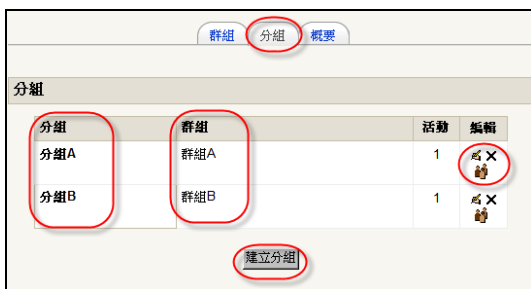 群組 分組 概要
分組
分組 群組 活動 編輯
分組A 群組A 1
分組B 群組B 1
建立分組